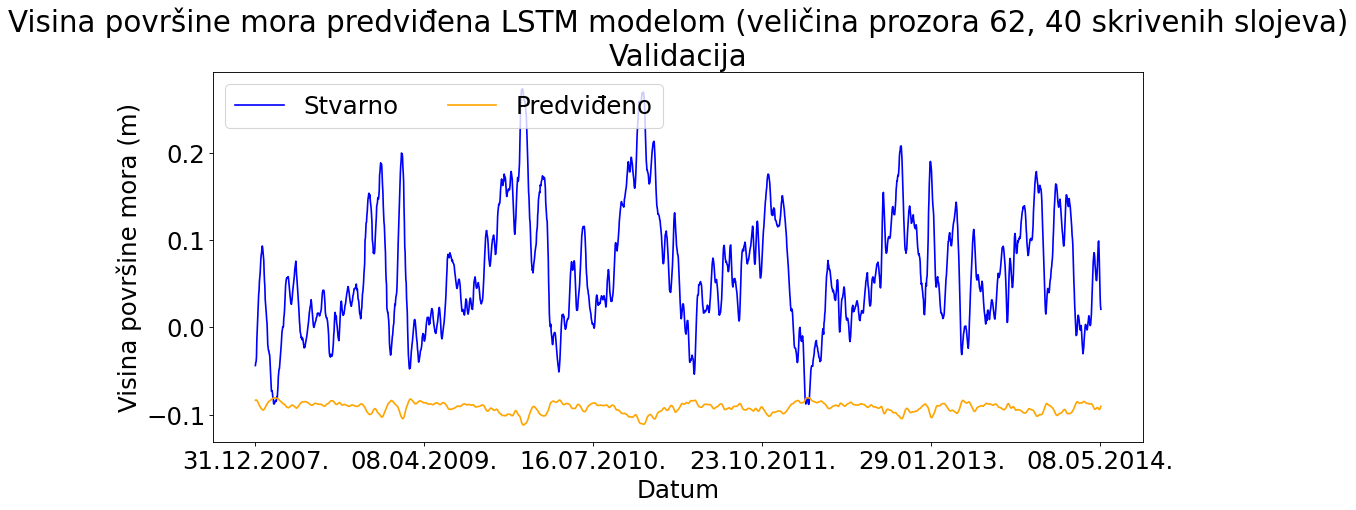 Visina površine mora predviđena LSTM modelom (veličina prozora 62, 40 skrivenih slojeva)
Validacija
Stvarno Predviđeno
Visina površine mora (m)
0.2
0.1
0.0
−0.1
31.12.2007. 08.04.2009. 16.07.2010. 23.10.2011. 29.01.2013. 08.05.2014.
Datum